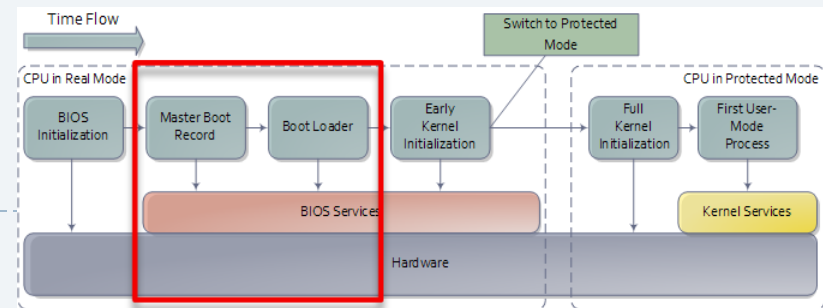 Time Flow
Switch to Protected
Mode
CPU in Real Mode
CPU in Protected Mode
BIOS
Initialization
Master Boot
Record
Boot Loader
Early
Kernel
Initialization
Full
Kernel
Initialization
First User-
Mode
Process
BIOS Services
Kernel Services
Hardware